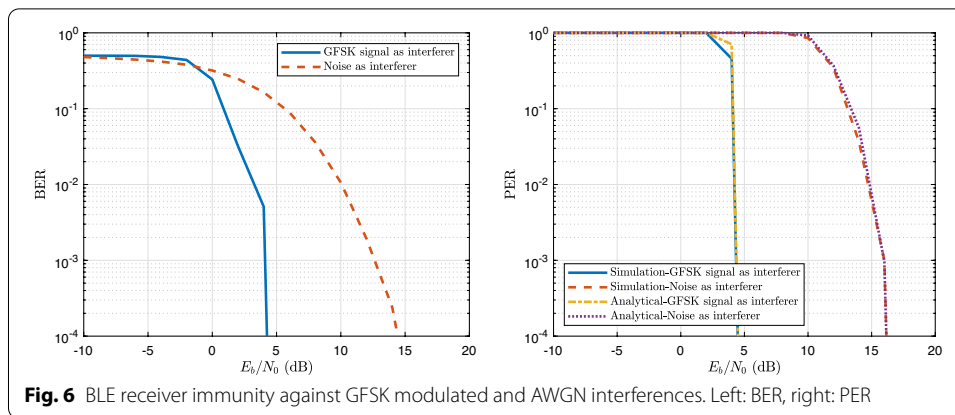 10^0
10^-1
10^-2
10^-3
10^-4
BER
-10 -5 0 5 10 15 20
E_b/N_0 (dB)
GFSK signal as interferer
Noise as interferer
10^0
10^-1
10^-2
10^-3
10^-4
PER
-10 -5 0 5 10 15 20
E_b/N_0 (dB)
Simulation-GFSK signal as interferer
Simulation-Noise as interferer
Analytical-GFSK signal as interferer
Analytical-Noise as interferer
Fig. 6 BLE receiver immunity against GFSK modulated and AWGN interferences. Left: BER, right: PER